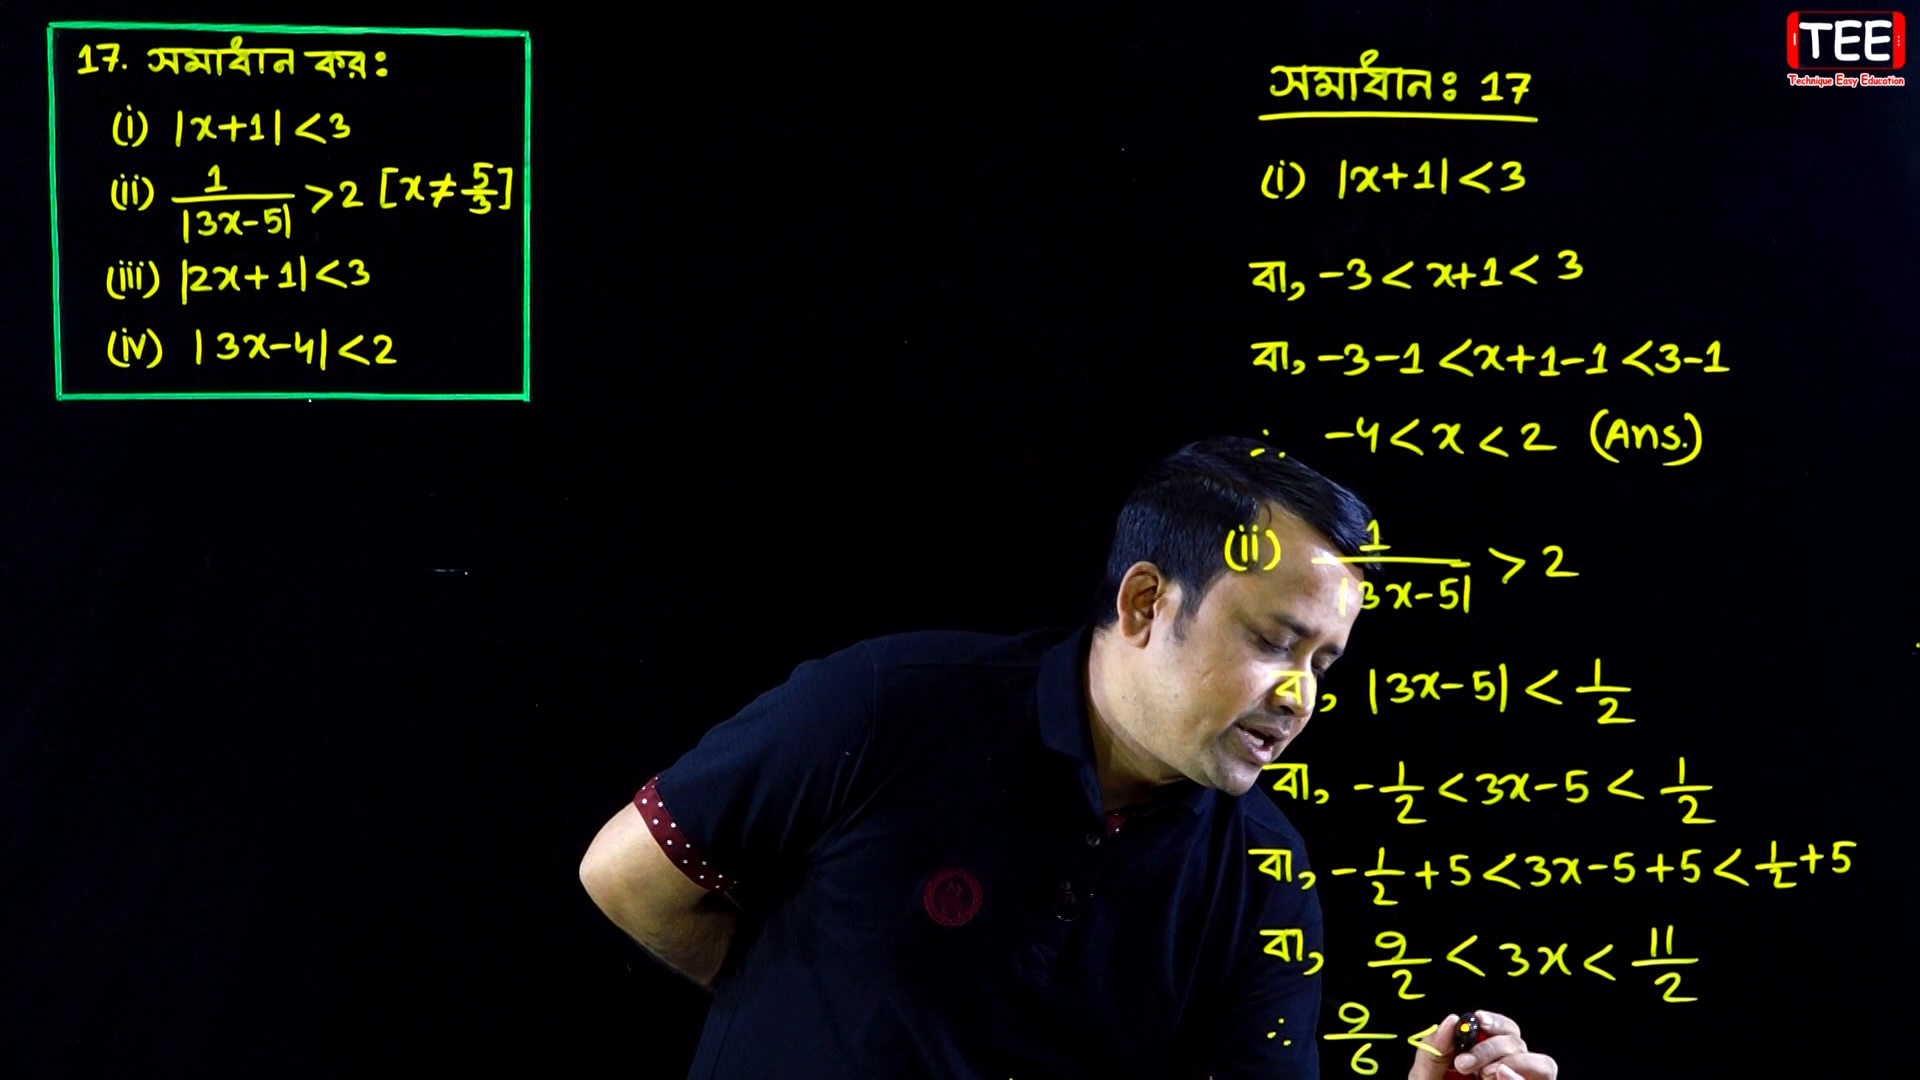 17. সমাধান করঃ
(i) |x+1| < 3
(ii) 1/|3x-5| > 2 [x ≠ 5/3]
(iii) |2x+1| < 3
(iv) |3x-4| < 2
TEE
Technique Easy Education
সমাধানঃ 17
(i) |x+1| < 3
বা, -3 < x+1 < 3
বা, -3-1 < x+1-1 < 3-1
∴ -4 < x < 2 (Ans.)
(ii) 1/|3x-5| > 2
বা, |3x-5| < 1/2
বা, -1/2 < 3x-5 < 1/2
বা, -1/2+5 < 3x-5+5 < 1/2+5
বা, 9/2 < 3x < 11/2
∴ 9/6 <